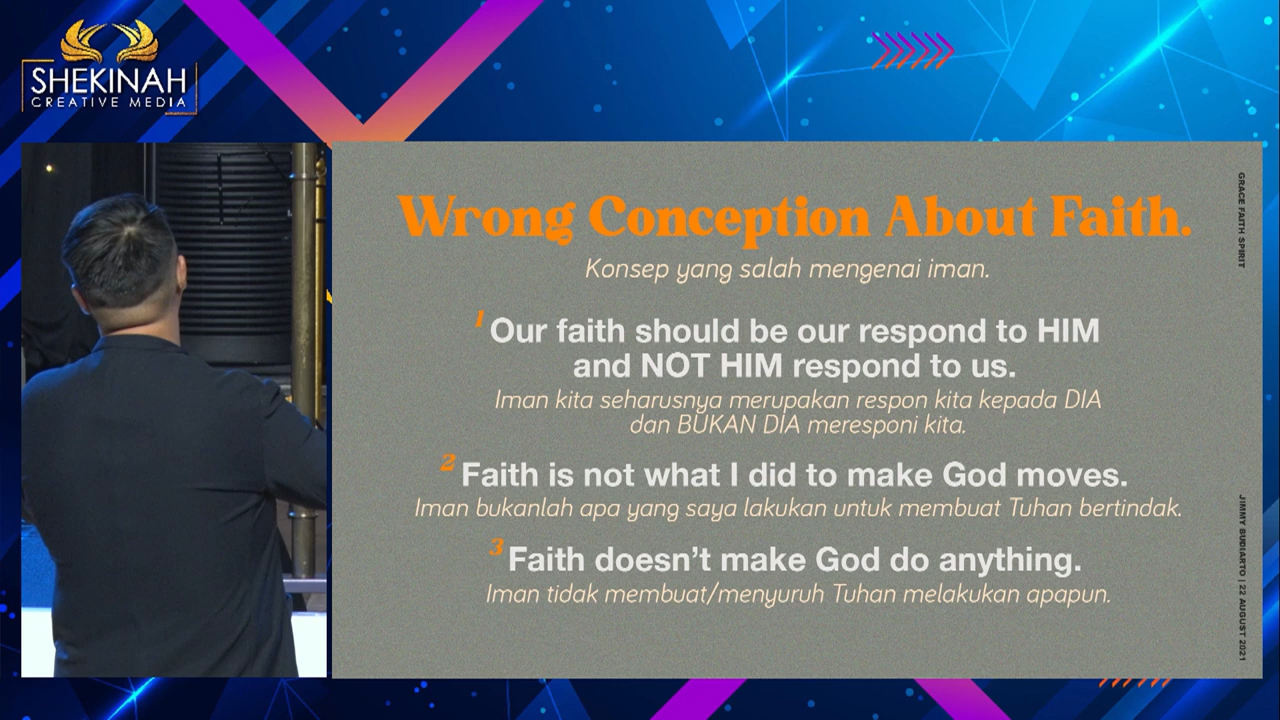 SHEKINAH
CREATIVE MEDIA
Wrong Conception About Faith.
Konsep yang salah mengenai iman.
1 Our faith should be our respond to HIM
and NOT HIM respond to us.
Iman kita seharusnya merupakan respon kita kepada DIA
dan BUKAN DIA meresponi kita.
2 Faith is not what I did to make God moves.
Iman bukanlah apa yang saya lakukan untuk membuat Tuhan bertindak.
3 Faith doesn't make God do anything.
Iman tidak membuat/menyuruh Tuhan melakukan apapun.
GRACE FAITH SPIRIT
JIMMY BUDIARTO | 22 AUGUST 2021